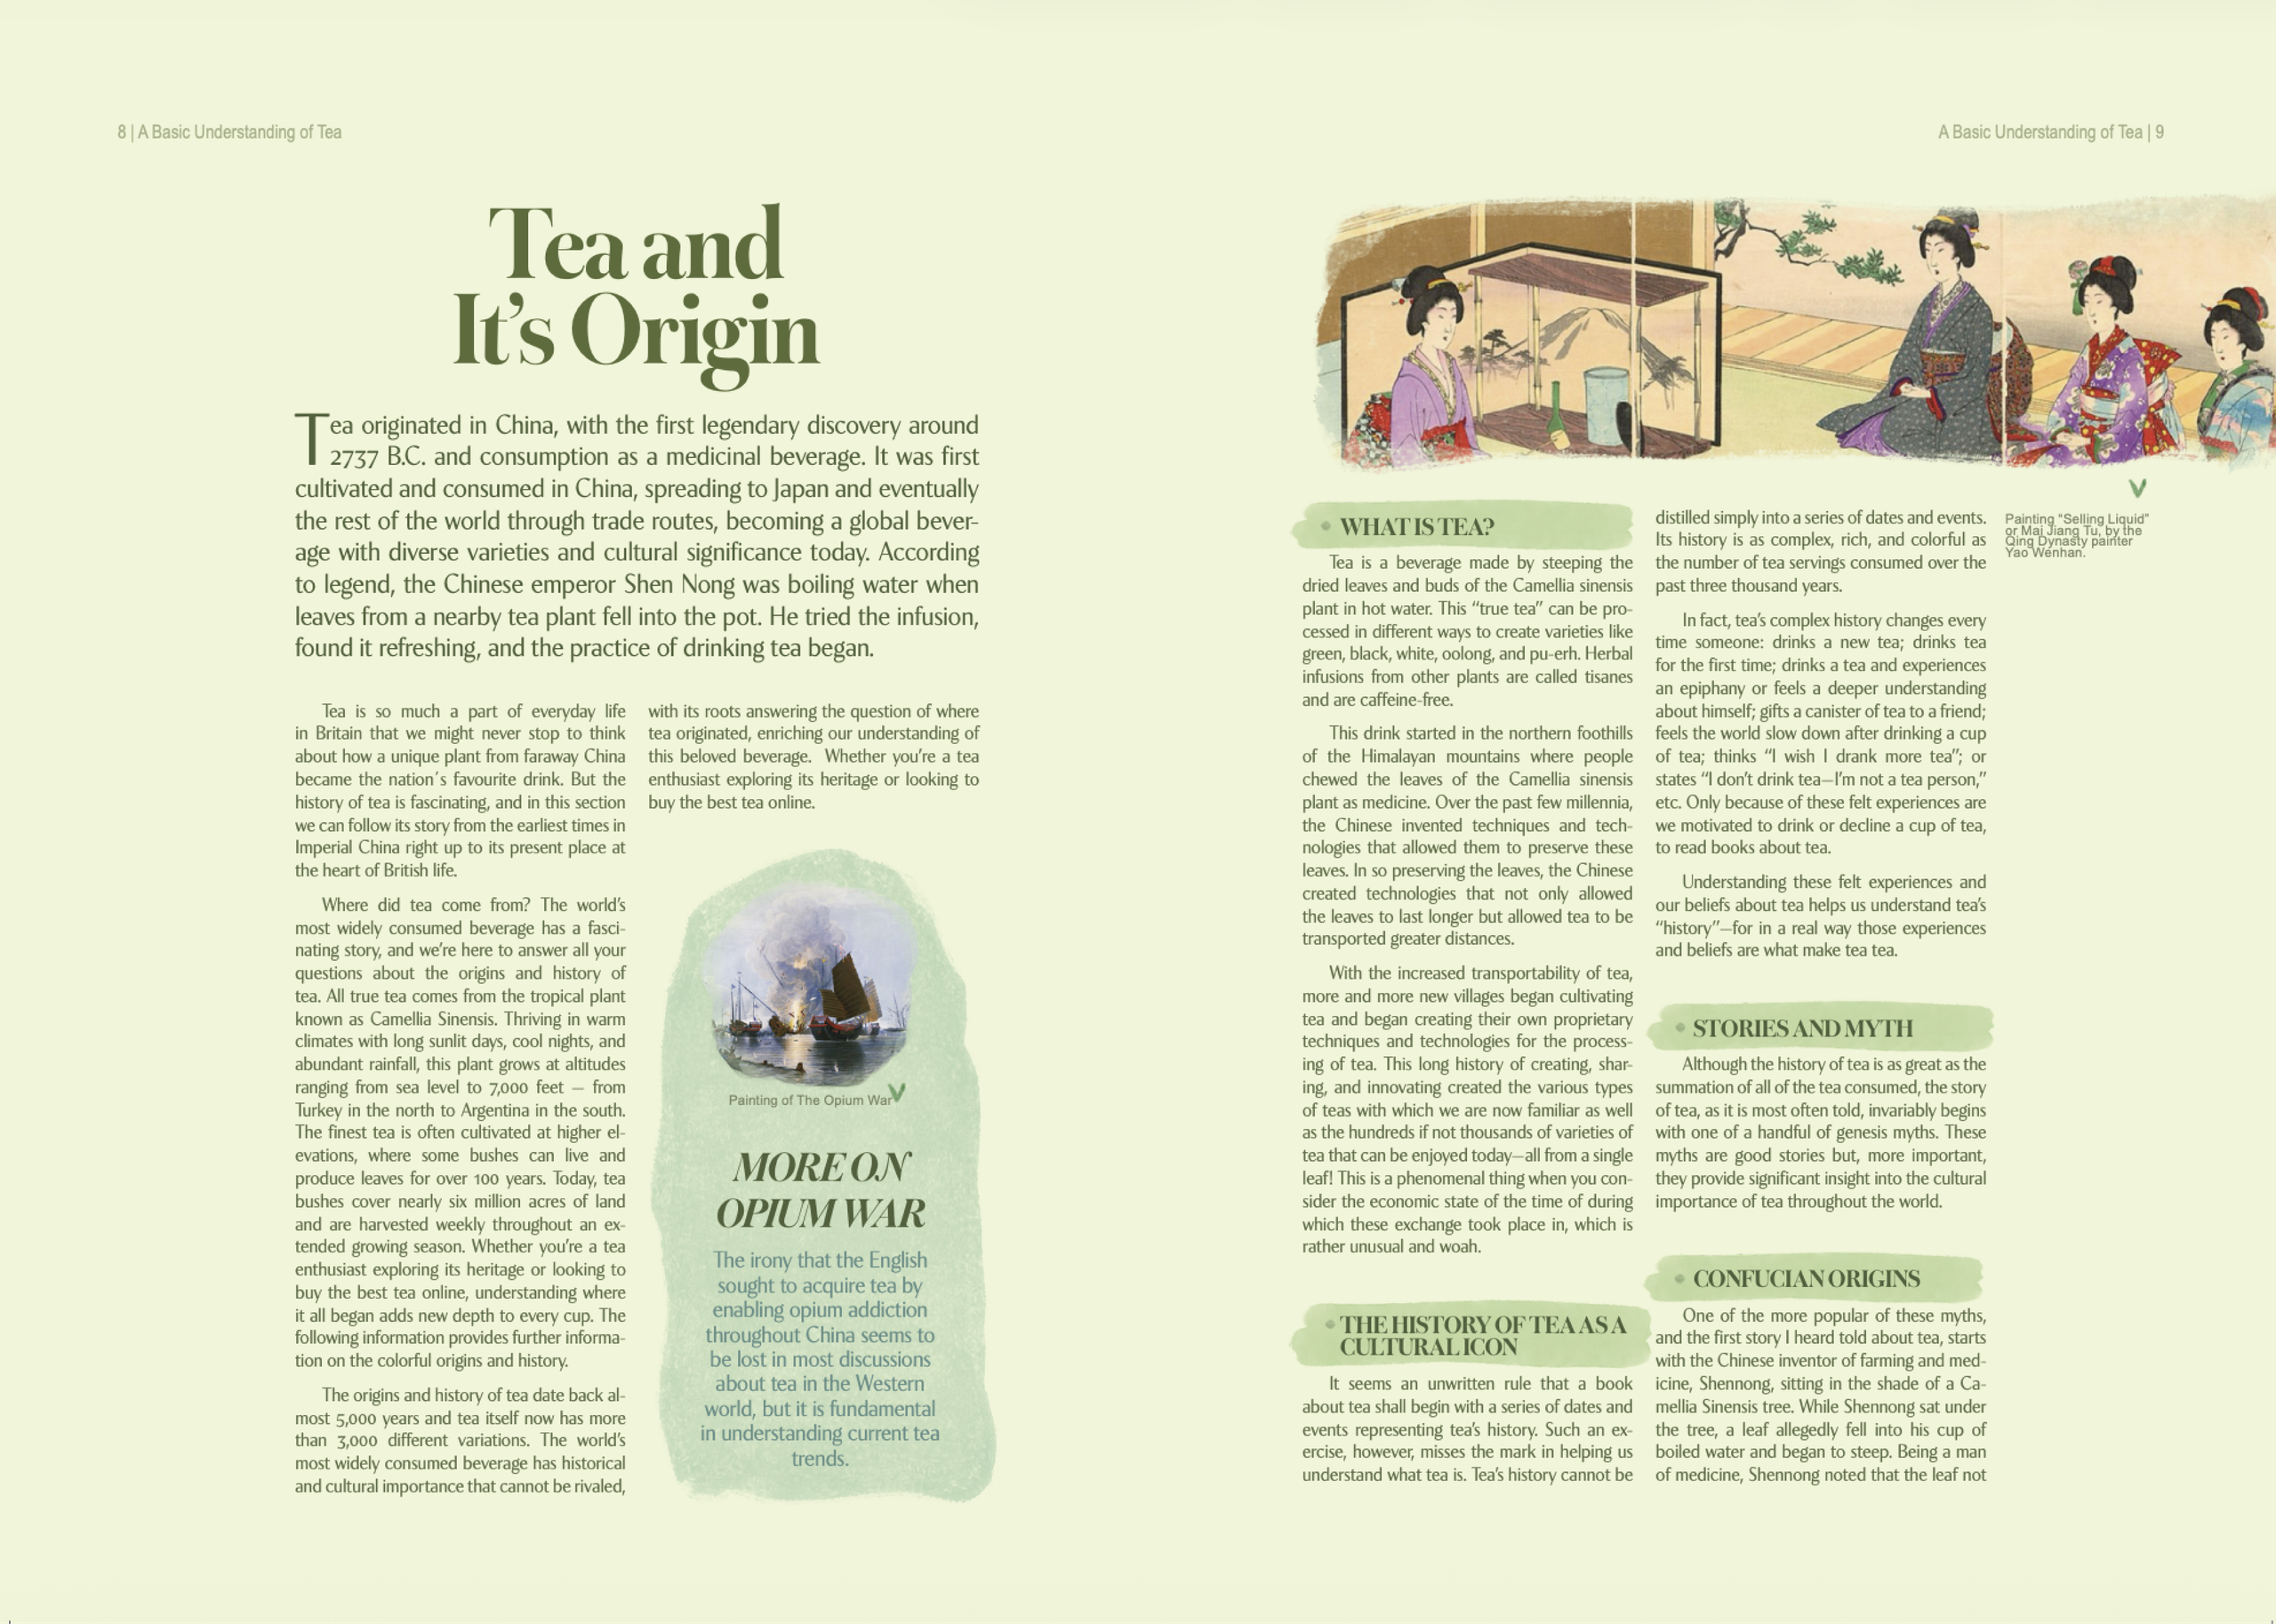 8 | A Basic Understanding of Tea
Tea and
It’s Origin
Tea originated in China, with the first legendary discovery around
2737 B.C. and consumption as a medicinal beverage. It was first
cultivated and consumed in China, spreading to Japan and eventually
the rest of the world through trade routes, becoming a global bever-
age with diverse varieties and cultural significance today. According
to legend, the Chinese emperor Shen Nong was boiling water when
leaves from a nearby tea plant fell into the pot. He tried the infusion,
found it refreshing, and the practice of drinking tea began.
Tea is so much a part of everyday life
in Britain that we might never stop to think
about how a unique plant from faraway China
became the nation´s favourite drink. But the
history of tea is fascinating, and in this section
we can follow its story from the earliest times in
Imperial China right up to its present place at
the heart of British life.
Where did tea come from? The world’s
most widely consumed beverage has a fasci-
nating story, and we’re here to answer all your
questions about the origins and history of
tea. All true tea comes from the tropical plant
known as Camellia Sinensis. Thriving in warm
climates with long sunlit days, cool nights, and
abundant rainfall, this plant grows at altitudes
ranging from sea level to 7,000 feet – from
Turkey in the north to Argentina in the south.
The finest tea is often cultivated at higher el-
evations, where some bushes can live and
produce leaves for over 100 years. Today, tea
bushes cover nearly six million acres of land
and are harvested weekly throughout an ex-
tended growing season. Whether you’re a tea
enthusiast exploring its heritage or looking to
buy the best tea online, understanding where
it all began adds new depth to every cup. The
following information provides further informa-
tion on the colorful origins and history.
The origins and history of tea date back al-
most 5,000 years and tea itself now has more
than 3,000 different variations. The world’s
most widely consumed beverage has historical
and cultural importance that cannot be rivaled,
with its roots answering the question of where
tea originated, enriching our understanding of
this beloved beverage.  Whether you’re a tea
enthusiast exploring its heritage or looking to
buy the best tea online.
Painting of The Opium War
MORE ON
OPIUM WAR
The irony that the English
sought to acquire tea by
enabling opium addiction
throughout China seems to
be lost in most discussions
about tea in the Western
world, but it is fundamental
in understanding current tea
trends.
A Basic Understanding of Tea | 9
WHAT IS TEA?
Tea is a beverage made by steeping the
dried leaves and buds of the Camellia sinensis
plant in hot water. This “true tea” can be pro-
cessed in different ways to create varieties like
green, black, white, oolong, and pu-erh. Herbal
infusions from other plants are called tisanes
and are caffeine-free.
This drink started in the northern foothills
of the Himalayan mountains where people
chewed the leaves of the Camellia sinensis
plant as medicine. Over the past few millennia,
the Chinese invented techniques and tech-
nologies that allowed them to preserve these
leaves. In so preserving the leaves, the Chinese
created technologies that not only allowed
the leaves to last longer but allowed tea to be
transported greater distances.
With the increased transportability of tea,
more and more new villages began cultivating
tea and began creating their own proprietary
techniques and technologies for the process-
ing of tea. This long history of creating, shar-
ing, and innovating created the various types
of teas with which we are now familiar as well
as the hundreds if not thousands of varieties of
tea that can be enjoyed today—all from a single
leaf! This is a phenomenal thing when you con-
sider the economic state of the time of during
which these exchange took place in, which is
rather unusual and woah.
THE HISTORY OF TEA AS A
CULTURAL ICON
It seems an unwritten rule that a book
about tea shall begin with a series of dates and
events representing tea’s history. Such an ex-
ercise, however, misses the mark in helping us
understand what tea is. Tea’s history cannot be
distilled simply into a series of dates and events.
Its history is as complex, rich, and colorful as
the number of tea servings consumed over the
past three thousand years.
In fact, tea’s complex history changes every
time someone: drinks a new tea; drinks tea
for the first time; drinks a tea and experiences
an epiphany or feels a deeper understanding
about himself; gifts a canister of tea to a friend;
feels the world slow down after drinking a cup
of tea; thinks “I wish I drank more tea”; or
states “I don’t drink tea—I’m not a tea person,”
etc. Only because of these felt experiences are
we motivated to drink or decline a cup of tea,
to read books about tea.
Understanding these felt experiences and
our beliefs about tea helps us understand tea’s
“history”—for in a real way those experiences
and beliefs are what make tea tea.
STORIES AND MYTH
Although the history of tea is as great as the
summation of all of the tea consumed, the story
of tea, as it is most often told, invariably begins
with one of a handful of genesis myths. These
myths are good stories but, more important,
they provide significant insight into the cultural
importance of tea throughout the world.
CONFUCIAN ORIGINS
One of the more popular of these myths,
and the first story I heard told about tea, starts
with the Chinese inventor of farming and med-
icine, Shennong, sitting in the shade of a Ca-
mellia Sinensis tree. While Shennong sat under
the tree, a leaf allegedly fell into his cup of
boiled water and began to steep. Being a man
of medicine, Shennong noted that the leaf not
Painting “Selling Liquid”
or Mai Jiang Tu, by the
Qing Dynasty painter
Yao Wenhan.